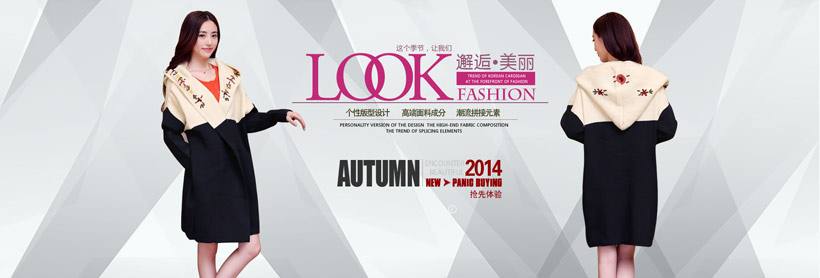 这个季节，让我们
LOOK
邂逅•美丽
TREND OF KOREAN CARDIGAN
AT THE FOREFRONT OF FASHION
FASHION
个性版型设计 高端面料成分 潮流拼接元素
PERSONALITY VERSION OF THE DESIGN THE HIGH-END FABRIC COMPOSITION
THE TREND OF SPLICING ELEMENTS
AUTUMN
ENCOUNTER
BEAUTIFUL
2014
NEW > PANIC BUYING
抢先体验